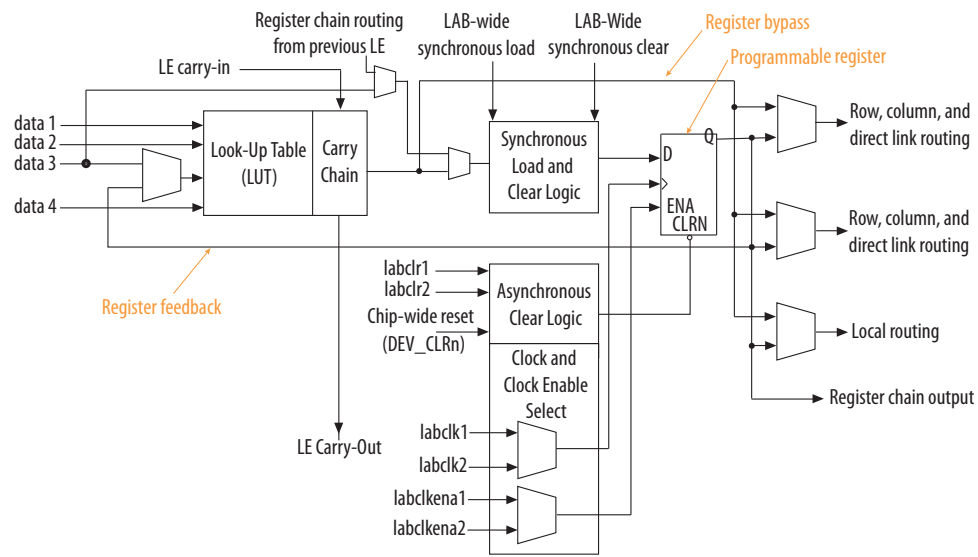 Register chain routing
from previous LE
LAB-wide
synchronous load
LAB-Wide
synchronous clear
Register bypass
Programmable register
LE carry-in
data 1
data 2
data 3
data 4
Look-Up Table
(LUT)
Carry
Chain
Synchronous
Load and
Clear Logic
D
Q
ENA
CLRN
Row, column, and
direct link routing
Row, column, and
direct link routing
Local routing
Register chain output
Register feedback
labclr1
labclr2
Chip-wide reset
(DEV_CLRn)
Asynchronous
Clear Logic
Clock and
Clock Enable
Select
labclk1
labclk2
labclkena1
labclkena2
LE Carry-Out